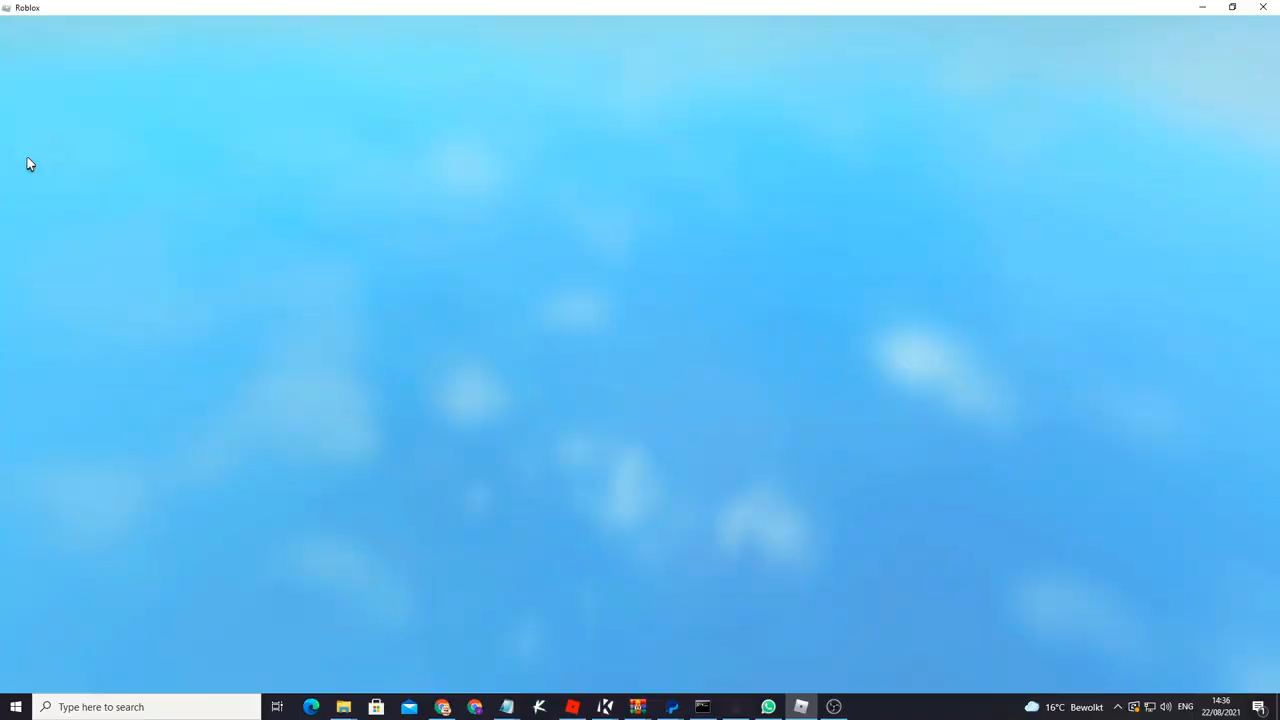 Roblox
Type here to search
16°C Bewolkt
ENG
14:36
22/08/2021